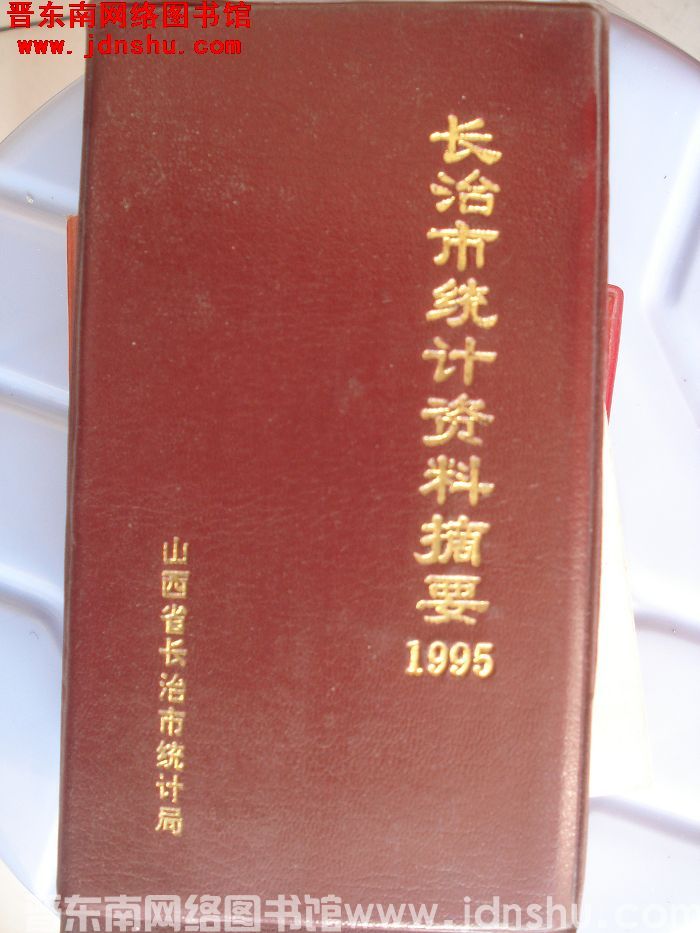 晋东南网络图书馆
www.jdnshu.com
长治市统计资料摘要
1995
山西省长治市统计局
晋东南网络图书馆www.jdnshu.com